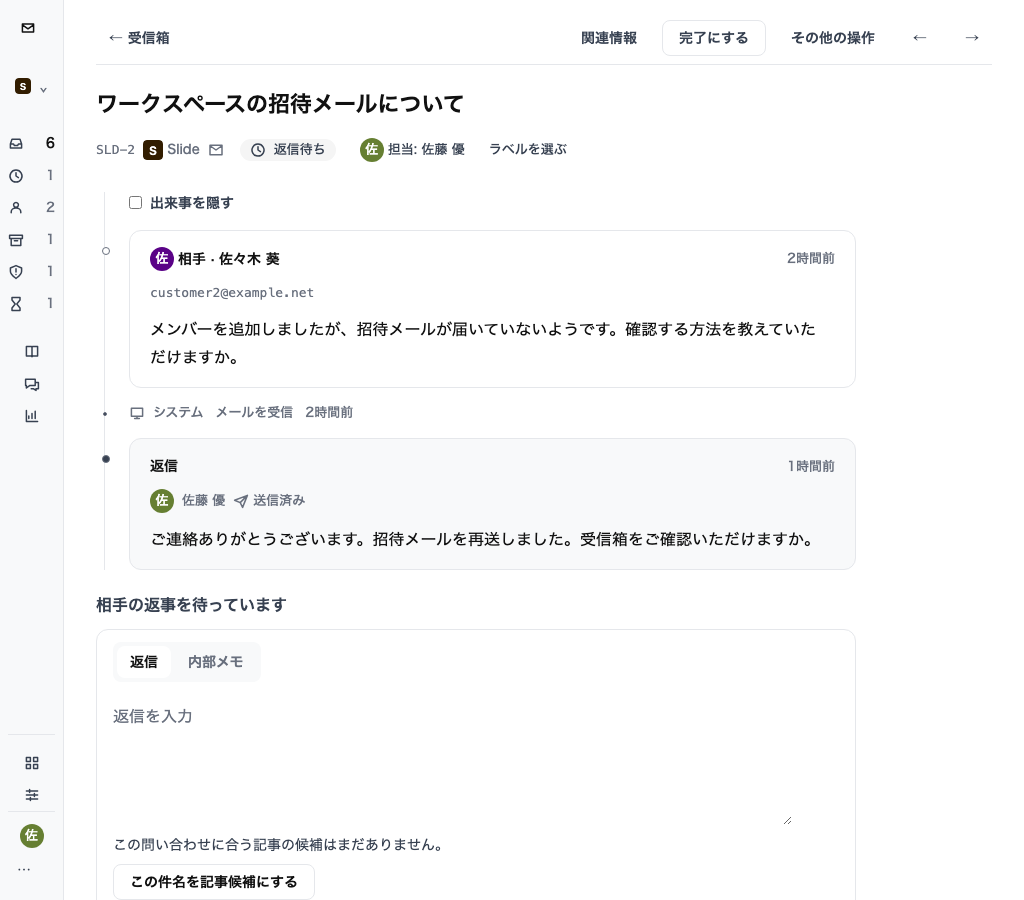 ← 受信箱
関連情報
完了にする
その他の操作
←
→
S
ワークスペースの招待メールについて
SLD-2 S Slide 返信待ち 佐 担当: 佐藤 優 ラベルを選ぶ
6
1
2
1
1
1
出来事を隠す
佐 相手 · 佐々木 葵 2時間前
customer2@example.net
メンバーを追加しましたが、招待メールが届いていないようです。確認する方法を教えていた
だけますか。
システム メールを受信 2時間前
返信 1時間前
佐 佐藤 優 送信済み
ご連絡ありがとうございます。招待メールを再送しました。受信箱をご確認いただけますか。
相手の返事を待っています
返信 内部メモ
返信を入力
この問い合わせに合う記事の候補はまだありません。
この件名を記事候補にする
佐
…